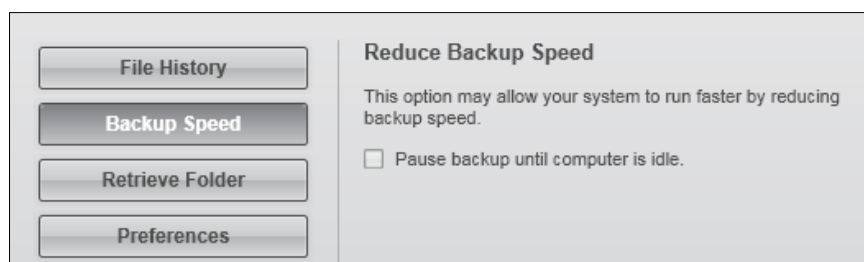 File History
Backup Speed
Retrieve Folder
Preferences
Reduce Backup Speed
This option may allow your system to run faster by reducing
backup speed.
Pause backup until computer is idle.